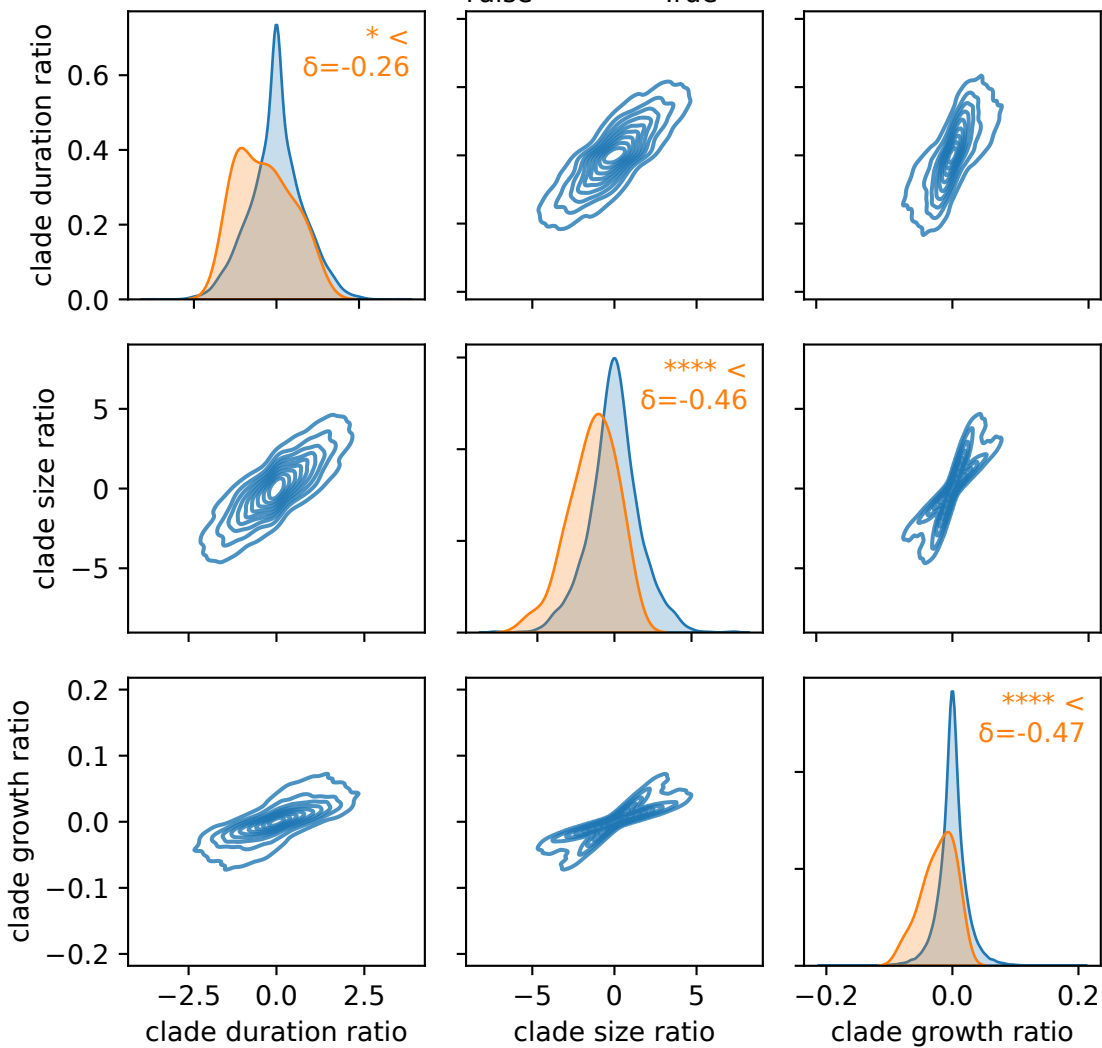 * <
δ=-0.26
0.6
0.4
0.2
0.0
clade duration ratio
**** <
δ=-0.46
5
0
−5
clade size ratio
**** <
δ=-0.47
0.2
0.1
0.0
−0.1
−0.2
clade growth ratio
−2.5 0.0 2.5 −5 0 5 −0.2 0.0 0.2
clade duration ratio clade size ratio clade growth ratio